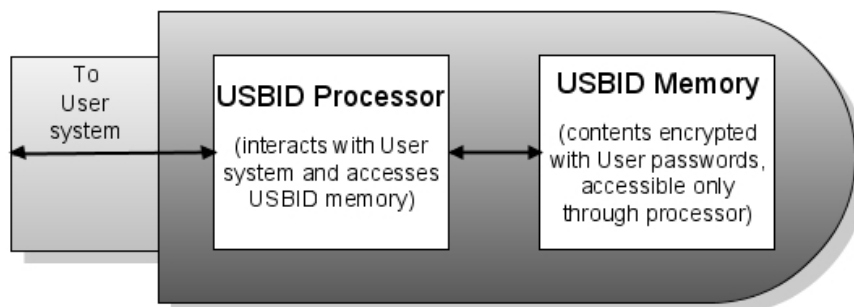 To
User
system
USBID Processor
(interacts with User
system and accesses
USBID memory)
USBID Memory
(contents encrypted
with User passwords,
accessible only
through processor)